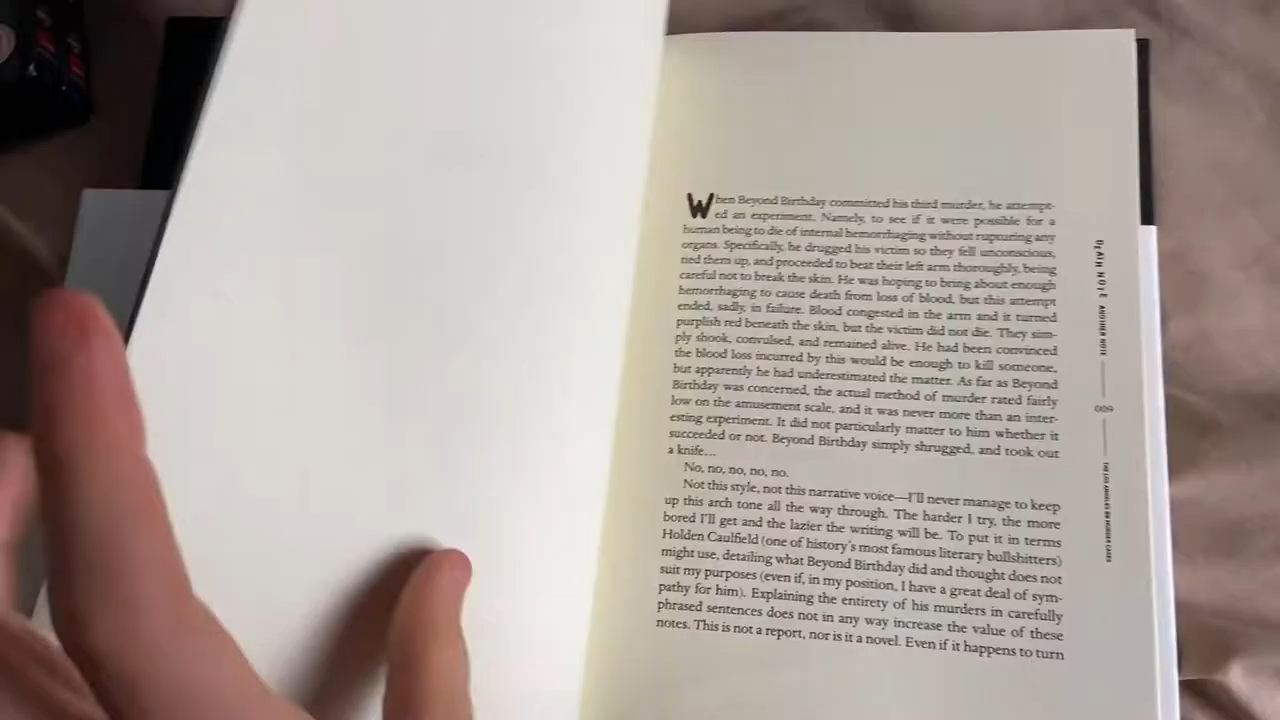 When Beyond Birthday committed his third murder, he attempt-
ed an experiment. Namely, to see if it were possible for a
human being to die of internal hemorrhaging without rupturing any
organs. Specifically, he drugged his victim so they fell unconscious,
tied them up, and proceeded to beat their left arm thoroughly, being
careful not to break the skin. He was hoping to bring about enough
hemorrhaging to cause death from loss of blood, but this attempt
ended, sadly, in failure. Blood congested in the arm and it turned
purplish red beneath the skin, but the victim did not die. They sim-
ply shook, convulsed, and remained alive. He had been convinced
the blood loss incurred by this would be enough to kill someone,
but apparently he had underestimated the matter. As far as Beyond
Birthday was concerned, the actual method of murder rated fairly
low on the amusement scale, and it was never more than an inter-
esting experiment. It did not particularly matter to him whether it
succeeded or not. Beyond Birthday simply shrugged, and took out
a knife...
No, no, no, no, no.
Not this style, not this narrative voice—I'll never manage to keep
up this arch tone all the way through. The harder I try, the more
bored I'll get and the lazier the writing will be. To put it in terms
Holden Caulfield (one of history's most famous literary bullshitters)
might use, detailing what Beyond Birthday did and thought does not
suit my purposes (even if, in my position, I have a great deal of sym-
pathy for him). Explaining the entirety of his murders in carefully
phrased sentences does not in any way increase the value of these
notes. This is not a report, nor is it a novel. Even if it happens to turn
DEATH NOTE ANOTHER NOTE
009
THE LOS ANGELES BB MURDER CASES